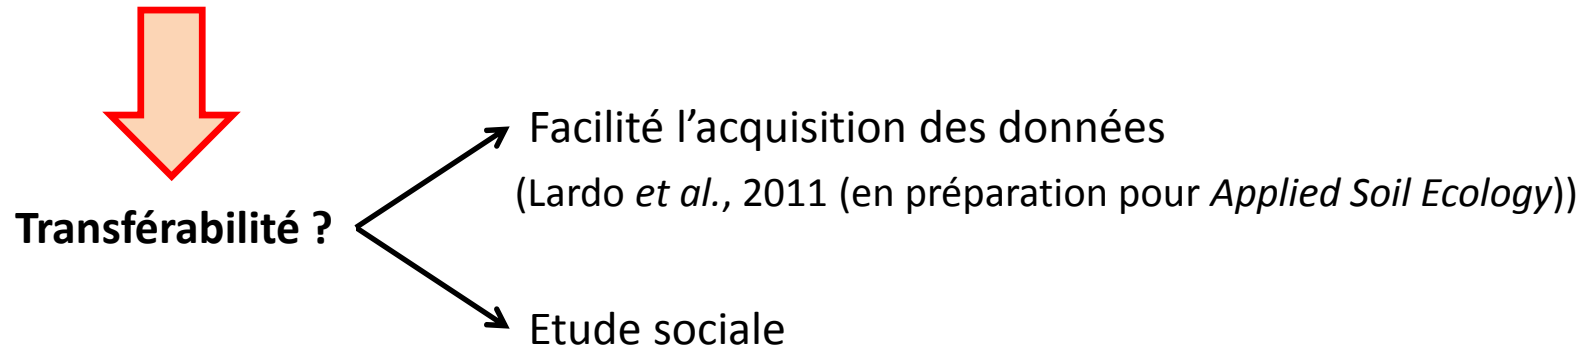 Facilité l’acquisition des données
(Lardo et al., 2011 (en préparation pour Applied Soil Ecology))
Transférabilité ?
Etude sociale